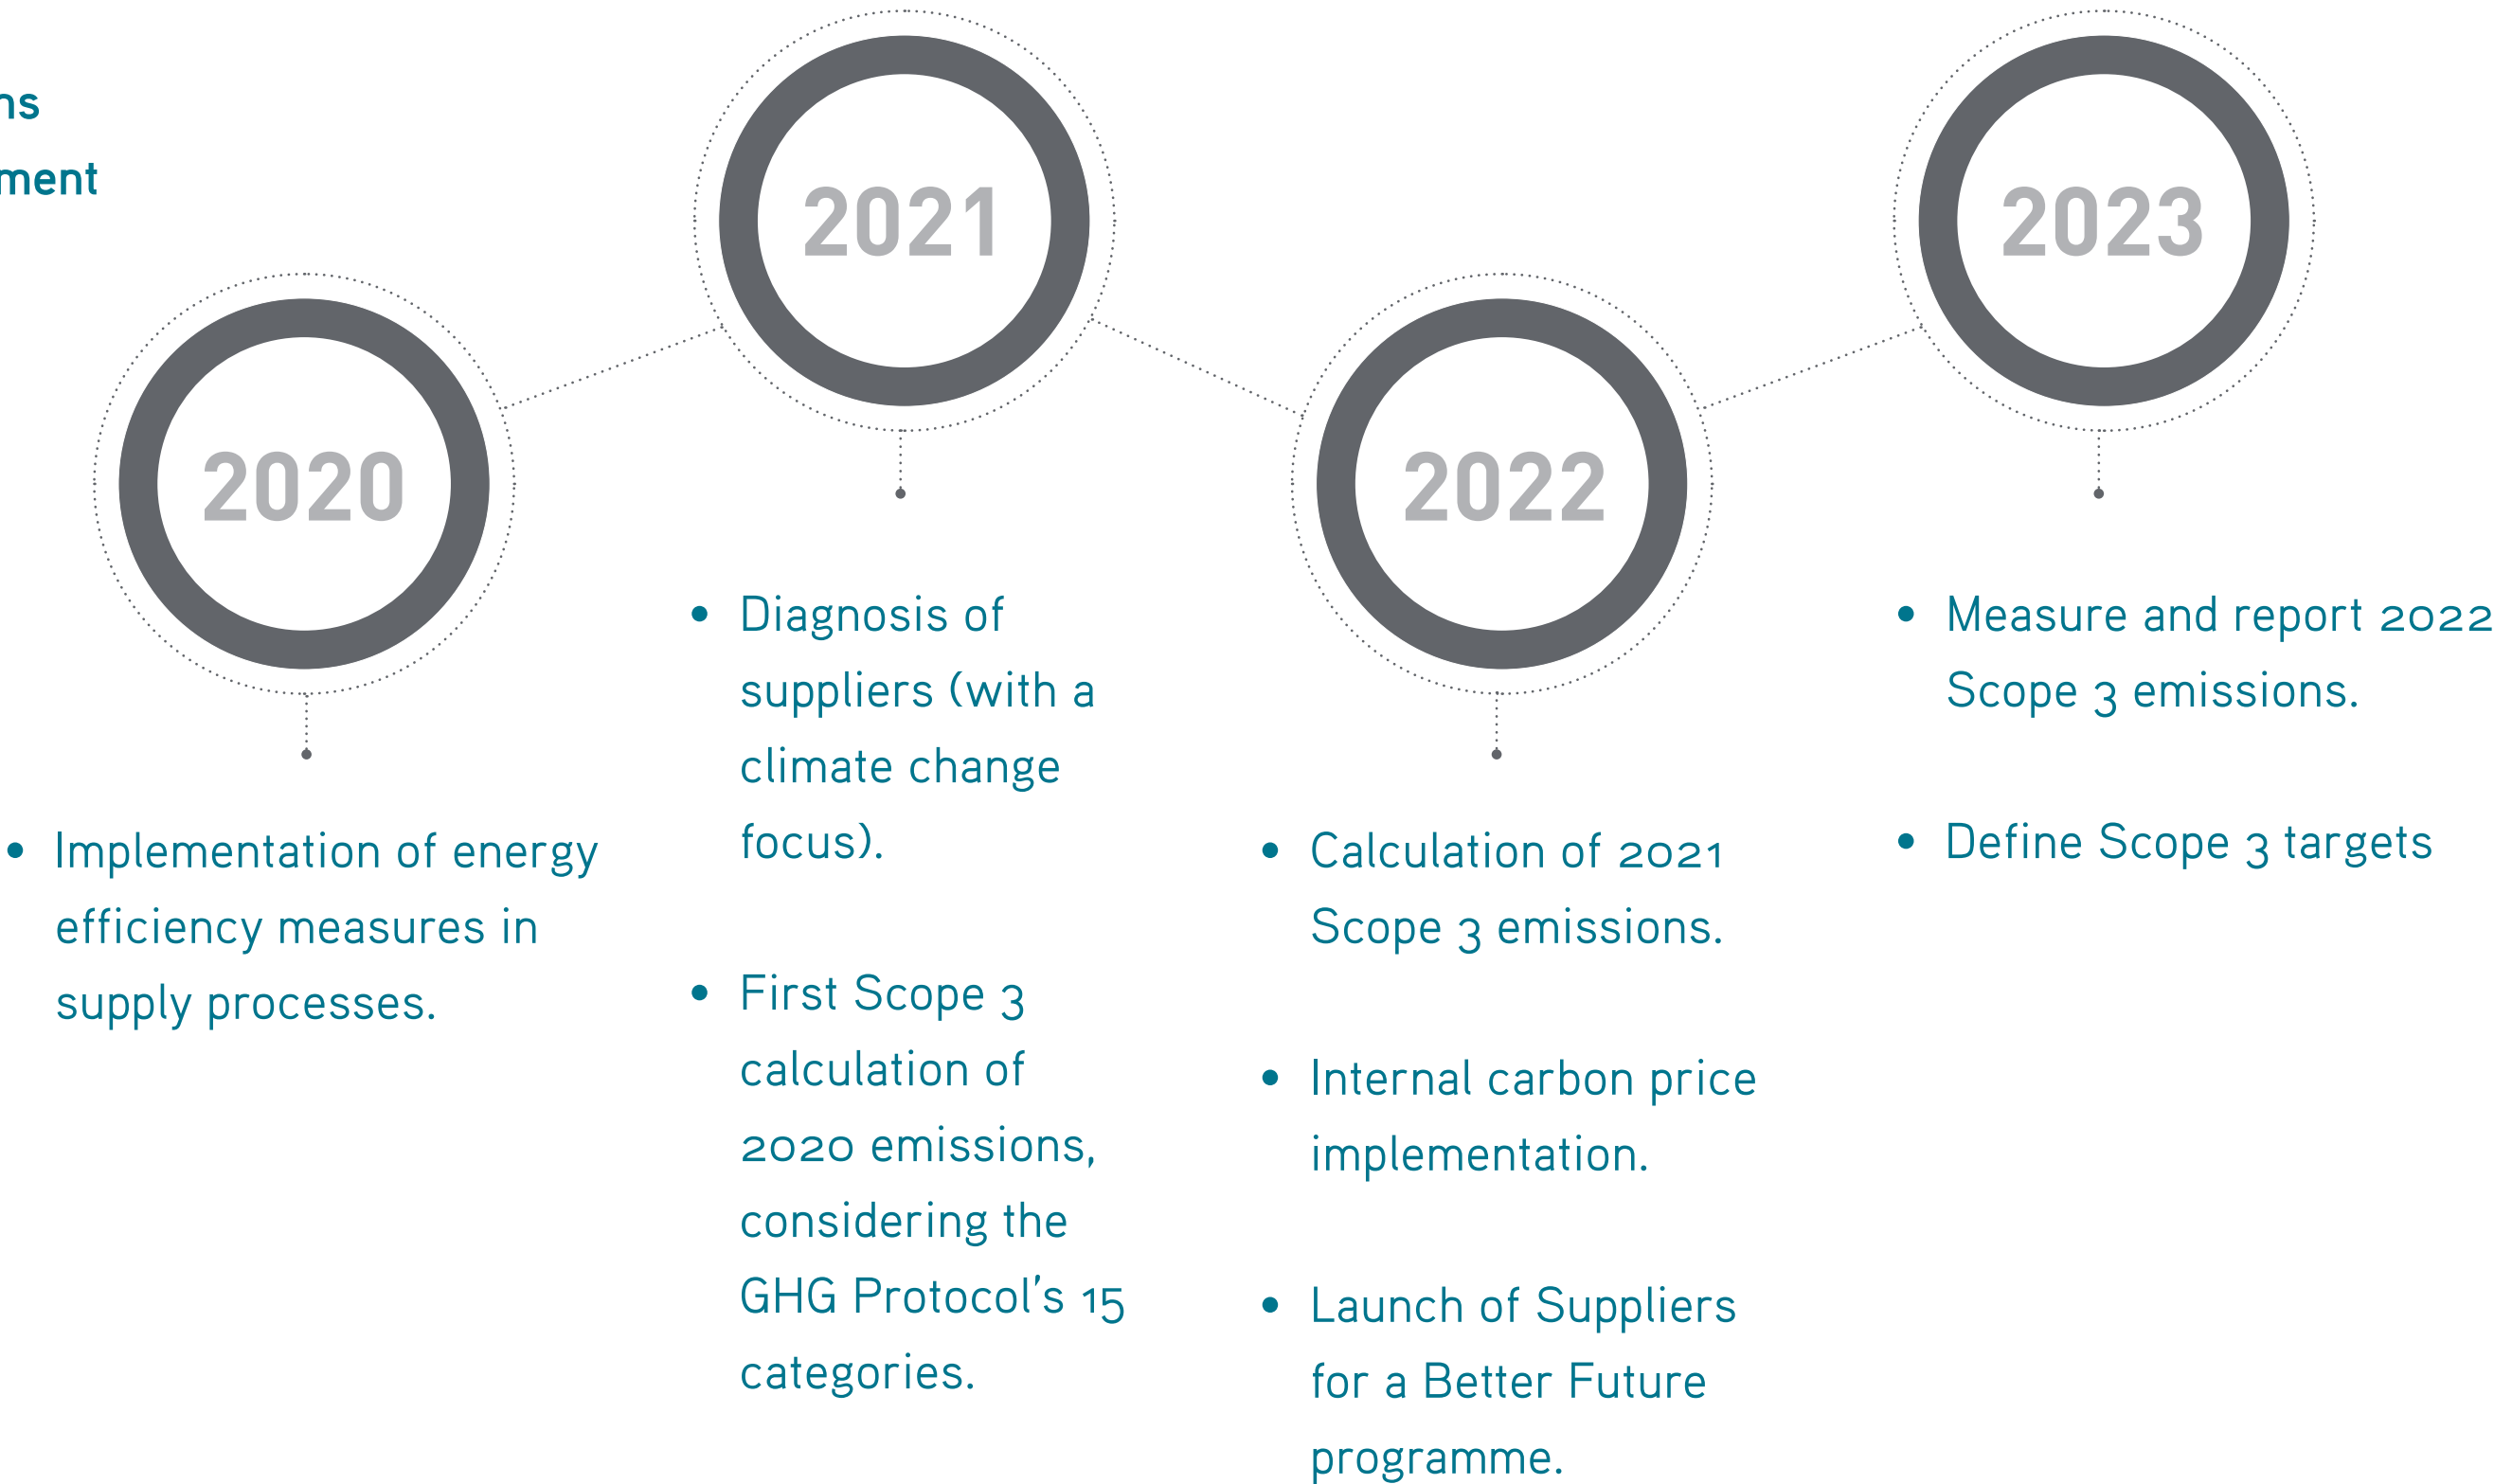 2020
Implementation of energy
efficiency measures in
supply processes.
2021
Diagnosis of
suppliers (with a
climate change
focus).
First Scope 3
calculation of
2020 emissions,
considering the
GHG Protocol's 15
categories.
2022
Calculation of 2021
Scope 3 emissions.
Internal carbon price
implementation.
Launch of Suppliers
for a Better Future
programme.
2023
Measure and report 2022
Scope 3 emissions.
Define Scope 3 targets